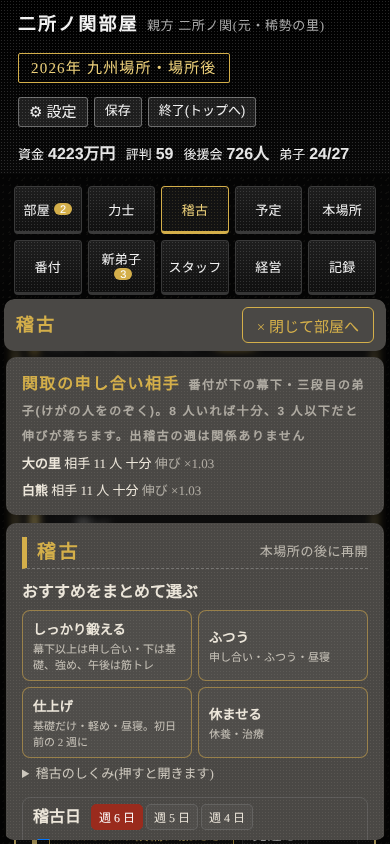 二所ノ関部屋 親方 二所ノ関(元・稀勢の里)
2026年 九州場所・場所後
⚙ 設定 保存 終了(トップへ)
資金 4223万円 評判 59 後援会 726人 弟子 24/27
部屋 2 力士 稽古 予定 本場所
番付 新弟子 3 スタッフ 経営 記録
稽古 × 閉じて部屋へ
関取の申し合い相手 番付が下の幕下・三段目の弟
子(けがの人をのぞく)。8 人いれば十分、3 人以下だと
伸びが落ちます。出稽古の週は関係ありません
大の里 相手 11 人 十分 伸び ×1.03
白熊 相手 11 人 十分 伸び ×1.03
稽古 本場所の後に再開
おすすめをまとめて選ぶ
しっかり鍛える
幕下以上は申し合い・下は基
礎、強め、午後は筋トレ
ふつう
申し合い・ふつう・昼寝
仕上げ
基礎だけ・軽め・昼寝。初日
前の 2 週に
休ませる
休養・治療
▶ 稽古のしくみ(押すと開きます)
稽古日 週 6 日 週 5 日 週 4 日